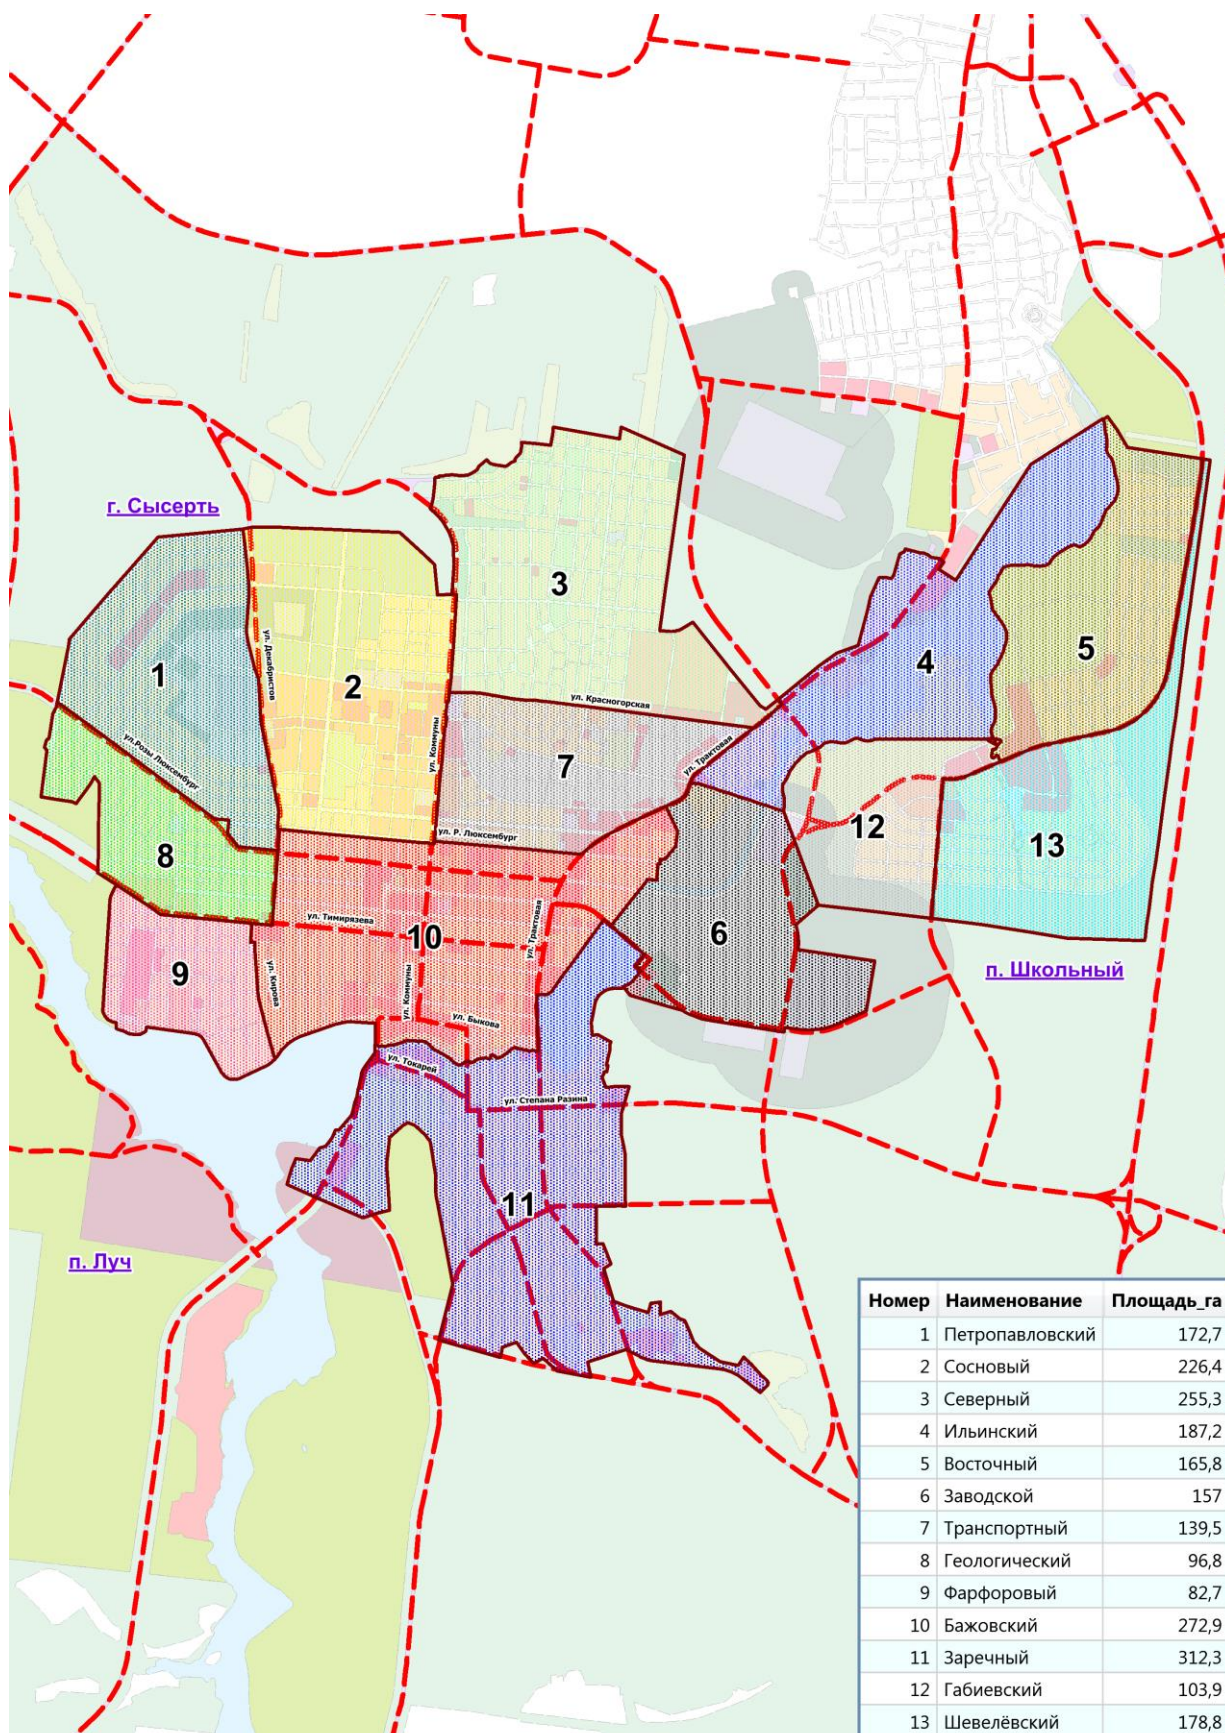 г. Сысерть
3
ул. Декабристов
1
2
4
5
ул. Красногорская
ул. Коммуны
ул. Трактовая
ул.Розы Люксембург
7
ул. Р. Люксембург
12
13
8
ул. Тимирязева
10
ул. Трактовая
6
9
п. Школьный
ул. Кирова
ул. Коммуны
ул. Быкова
ул. Токарей
ул. Степана Разина
11
п. Луч
Номер Наименование Площадь_га
1 Петропавловский 172,7
2 Сосновый 226,4
3 Северный 255,3
4 Ильинский 187,2
5 Восточный 165,8
6 Заводской 157
7 Транспортный 139,5
8 Геологический 96,8
9 Фарфоровый 82,7
10 Бажовский 272,9
11 Заречный 312,3
12 Габиевский 103,9
13 Шевелёвский 178,8